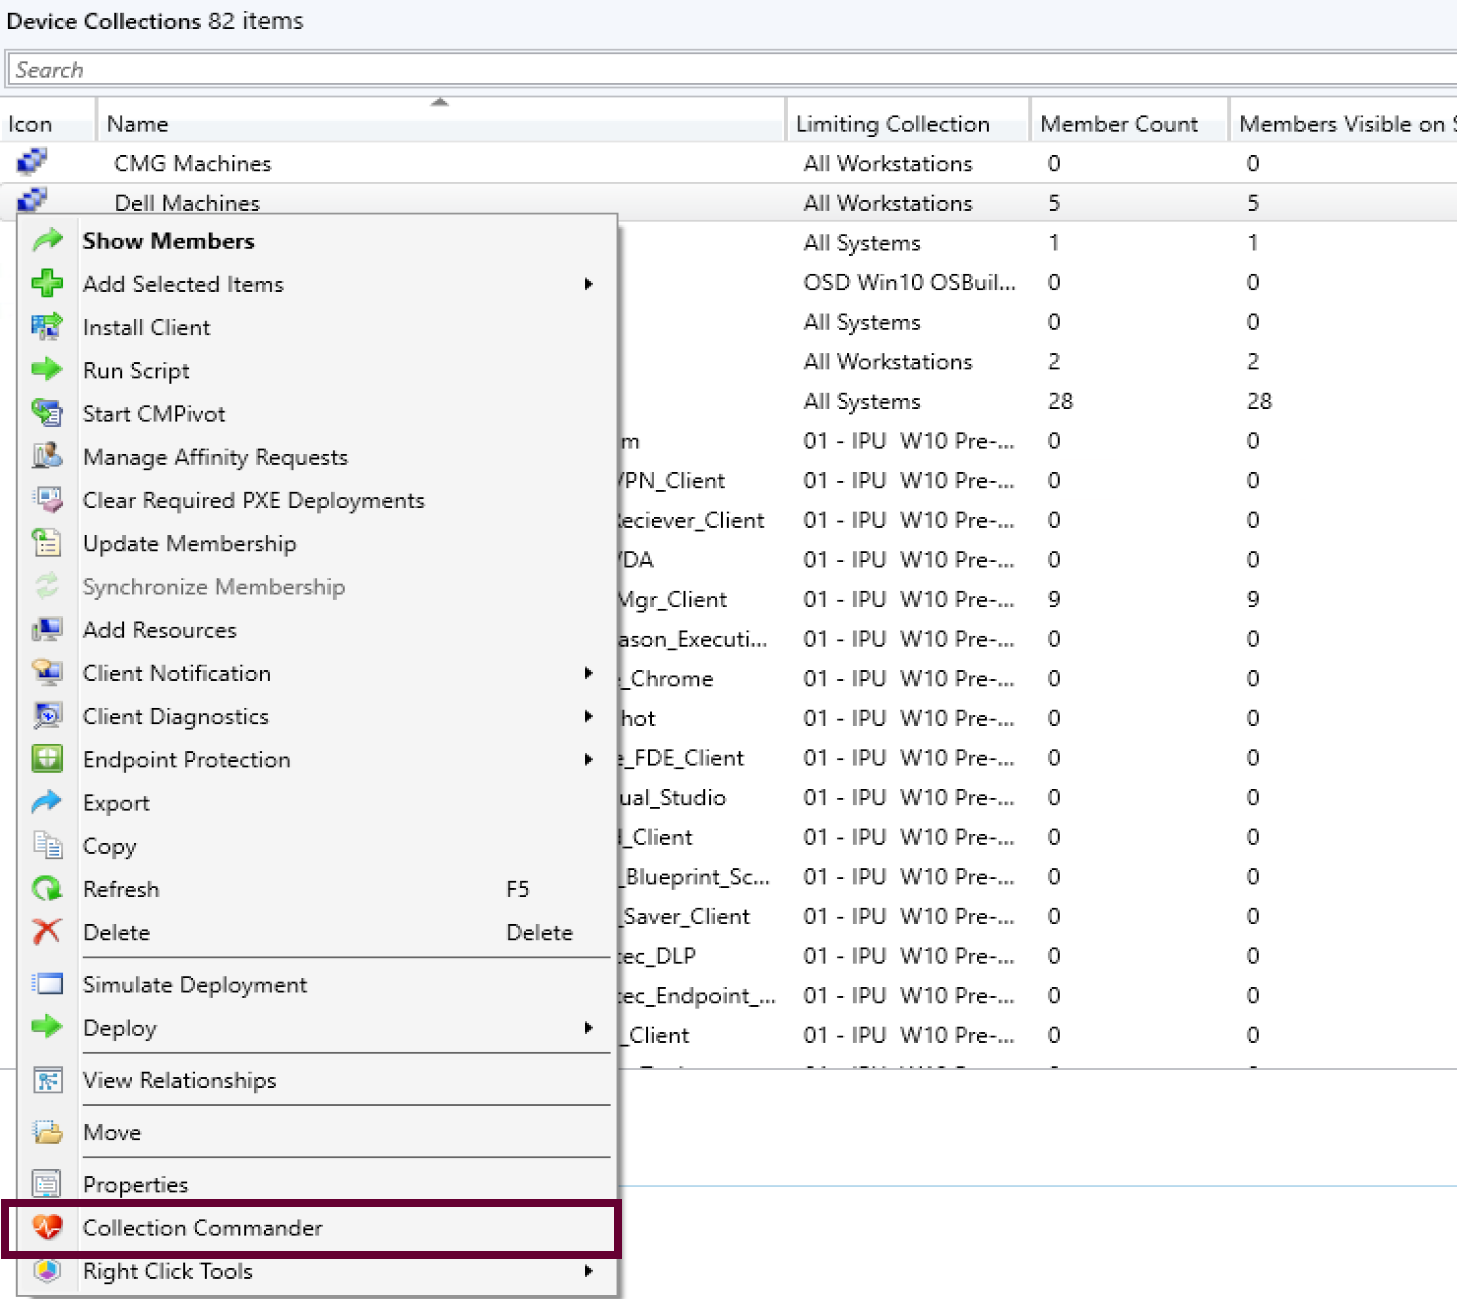 Device Collections 82 items
Search
Icon Name Limiting Collection Member Count Members Visible on S
CMG Machines All Workstations 0 0
Dell Machines All Workstations 5 5
Show Members All Systems 1 1
Add Selected Items OSD Win10 OSBuil... 0 0
Install Client All Systems 0 0
Run Script All Workstations 2 2
Start CMPivot All Systems 28 28
Manage Affinity Requests m 01 - IPU W10 Pre-... 0 0
Clear Required PXE Deployments VPN_Client 01 - IPU W10 Pre-... 0 0
Update Membership Reciever_Client 01 - IPU W10 Pre-... 0 0
Synchronize Membership VDA 01 - IPU W10 Pre-... 0 0
Add Resources Mgr_Client 01 - IPU W10 Pre-... 9 9
Client Notification ason_Executi... 01 - IPU W10 Pre-... 0 0
Client Diagnostics e_Chrome 01 - IPU W10 Pre-... 0 0
Endpoint Protection hot 01 - IPU W10 Pre-... 0 0
Export e_FDE_Client 01 - IPU W10 Pre-... 0 0
Copy ual_Studio 01 - IPU W10 Pre-... 0 0
Refresh F5 _Client 01 - IPU W10 Pre-... 0 0
Delete Delete _Blueprint_Sc... 01 - IPU W10 Pre-... 0 0
Simulate Deployment _Saver_Client 01 - IPU W10 Pre-... 0 0
Deploy tec_DLP 01 - IPU W10 Pre-... 0 0
View Relationships tec_Endpoint_... 01 - IPU W10 Pre-... 0 0
Move _Client 01 - IPU W10 Pre-... 0 0
Properties
Collection Commander
Right Click Tools